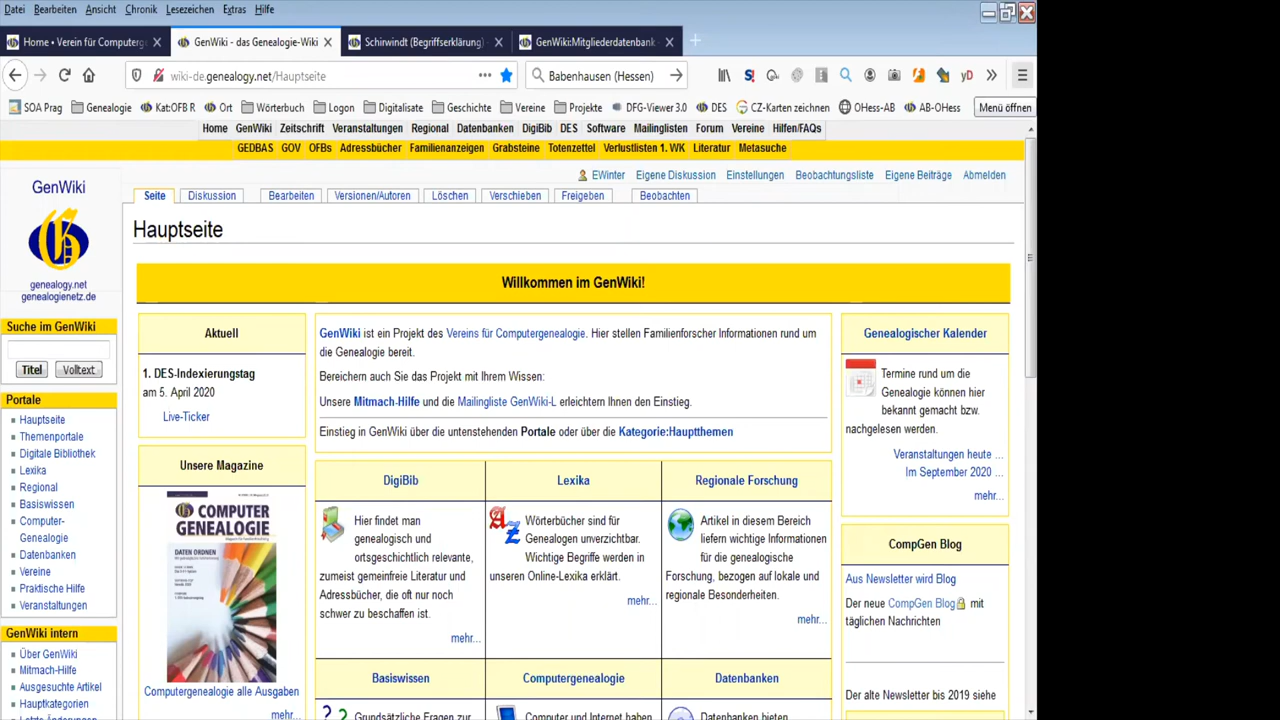 Datei Bearbeiten Ansicht Chronik Lesezeichen Extras Hilfe
Home • Verein für Computerg GenWiki - das Genealogie-Wiki Schirwindt (Begriffserklärung) GenWiki:Mitgliederdatenbank -
wiki-de.genealogy.net/Hauptseite Babenhausen (Hessen)
SOA Prag Genealogie Kat:OFB R Ort Wörterbuch Logon Digitalisate Geschichte Vereine Projekte DFG-Viewer 3.0 DES CZ-Karten zeichnen OHess-AB AB-OHess Menü öffnen
Home GenWiki Zeitschrift Veranstaltungen Regional Datenbanken DigiBib DES Software Mailinglisten Forum Vereine Hilfen/FAQs
GEDBAS GOV OFBs Adressbücher Familienanzeigen Grabsteine Totenzettel Verlustlisten 1. WK Literatur Metasuche
EWinter Eigene Diskussion Einstellungen Beobachtungsliste Eigene Beiträge Abmelden
Seite Diskussion Bearbeiten Versionen/Autoren Löschen Verschieben Freigeben Beobachten
GenWiki
genealogy.net
genealogienetz.de
Suche im GenWiki
Titel Volltext
Portale
Hauptseite
Themenportale
Digitale Bibliothek
Lexika
Regional
Basiswissen
Computer-
Genealogie
Datenbanken
Vereine
Praktische Hilfe
Veranstaltungen
GenWiki intern
Über GenWiki
Mitmach-Hilfe
Ausgesuchte Artikel
Hauptkategorien
Letzte Änderungen
Hauptseite
Willkommen im GenWiki!
Aktuell
1. DES-Indexierungstag
am 5. April 2020
Live-Ticker
Unsere Magazine
COMPUTER
GENEALOGIE
DATEN ORDNEN
Computergenealogie alle Ausgaben
mehr...
GenWiki ist ein Projekt des Vereins für Computergenealogie. Hier stellen Familienforscher Informationen rund um
die Genealogie bereit.
Bereichern auch Sie das Projekt mit Ihrem Wissen:
Unsere Mitmach-Hilfe und die Mailingliste GenWiki-L erleichtern Ihnen den Einstieg.
Einstieg in GenWiki über die untenstehenden Portale oder über die Kategorie:Hauptthemen
DigiBib
Hier findet man
genealogisch und
ortsgeschichtlich relevante,
zumeist gemeinfreie Literatur und
Adressbücher, die oft nur noch
schwer zu beschaffen ist.
mehr...
Lexika
Wörterbücher sind für
Genealogen unverzichtbar.
Wichtige Begriffe werden in
unseren Online-Lexika erklärt.
mehr...
Regionale Forschung
Artikel in diesem Bereich
liefern wichtige Informationen
für die genealogische
Forschung, bezogen auf lokale und
regionale Besonderheiten.
mehr...
Basiswissen
Grundsätzliche Fragen zur
Computergenealogie
Computer und Internet haben
Datenbanken
Datenbanken bieten
Genealogischer Kalender
Termine rund um die
Genealogie können hier
bekannt gemacht bzw.
nachgelesen werden.
Veranstaltungen heute ...
Im September 2020 ...
mehr...
CompGen Blog
Aus Newsletter wird Blog
Der neue CompGen Blog mit
täglichen Nachrichten
Der alte Newsletter bis 2019 siehe